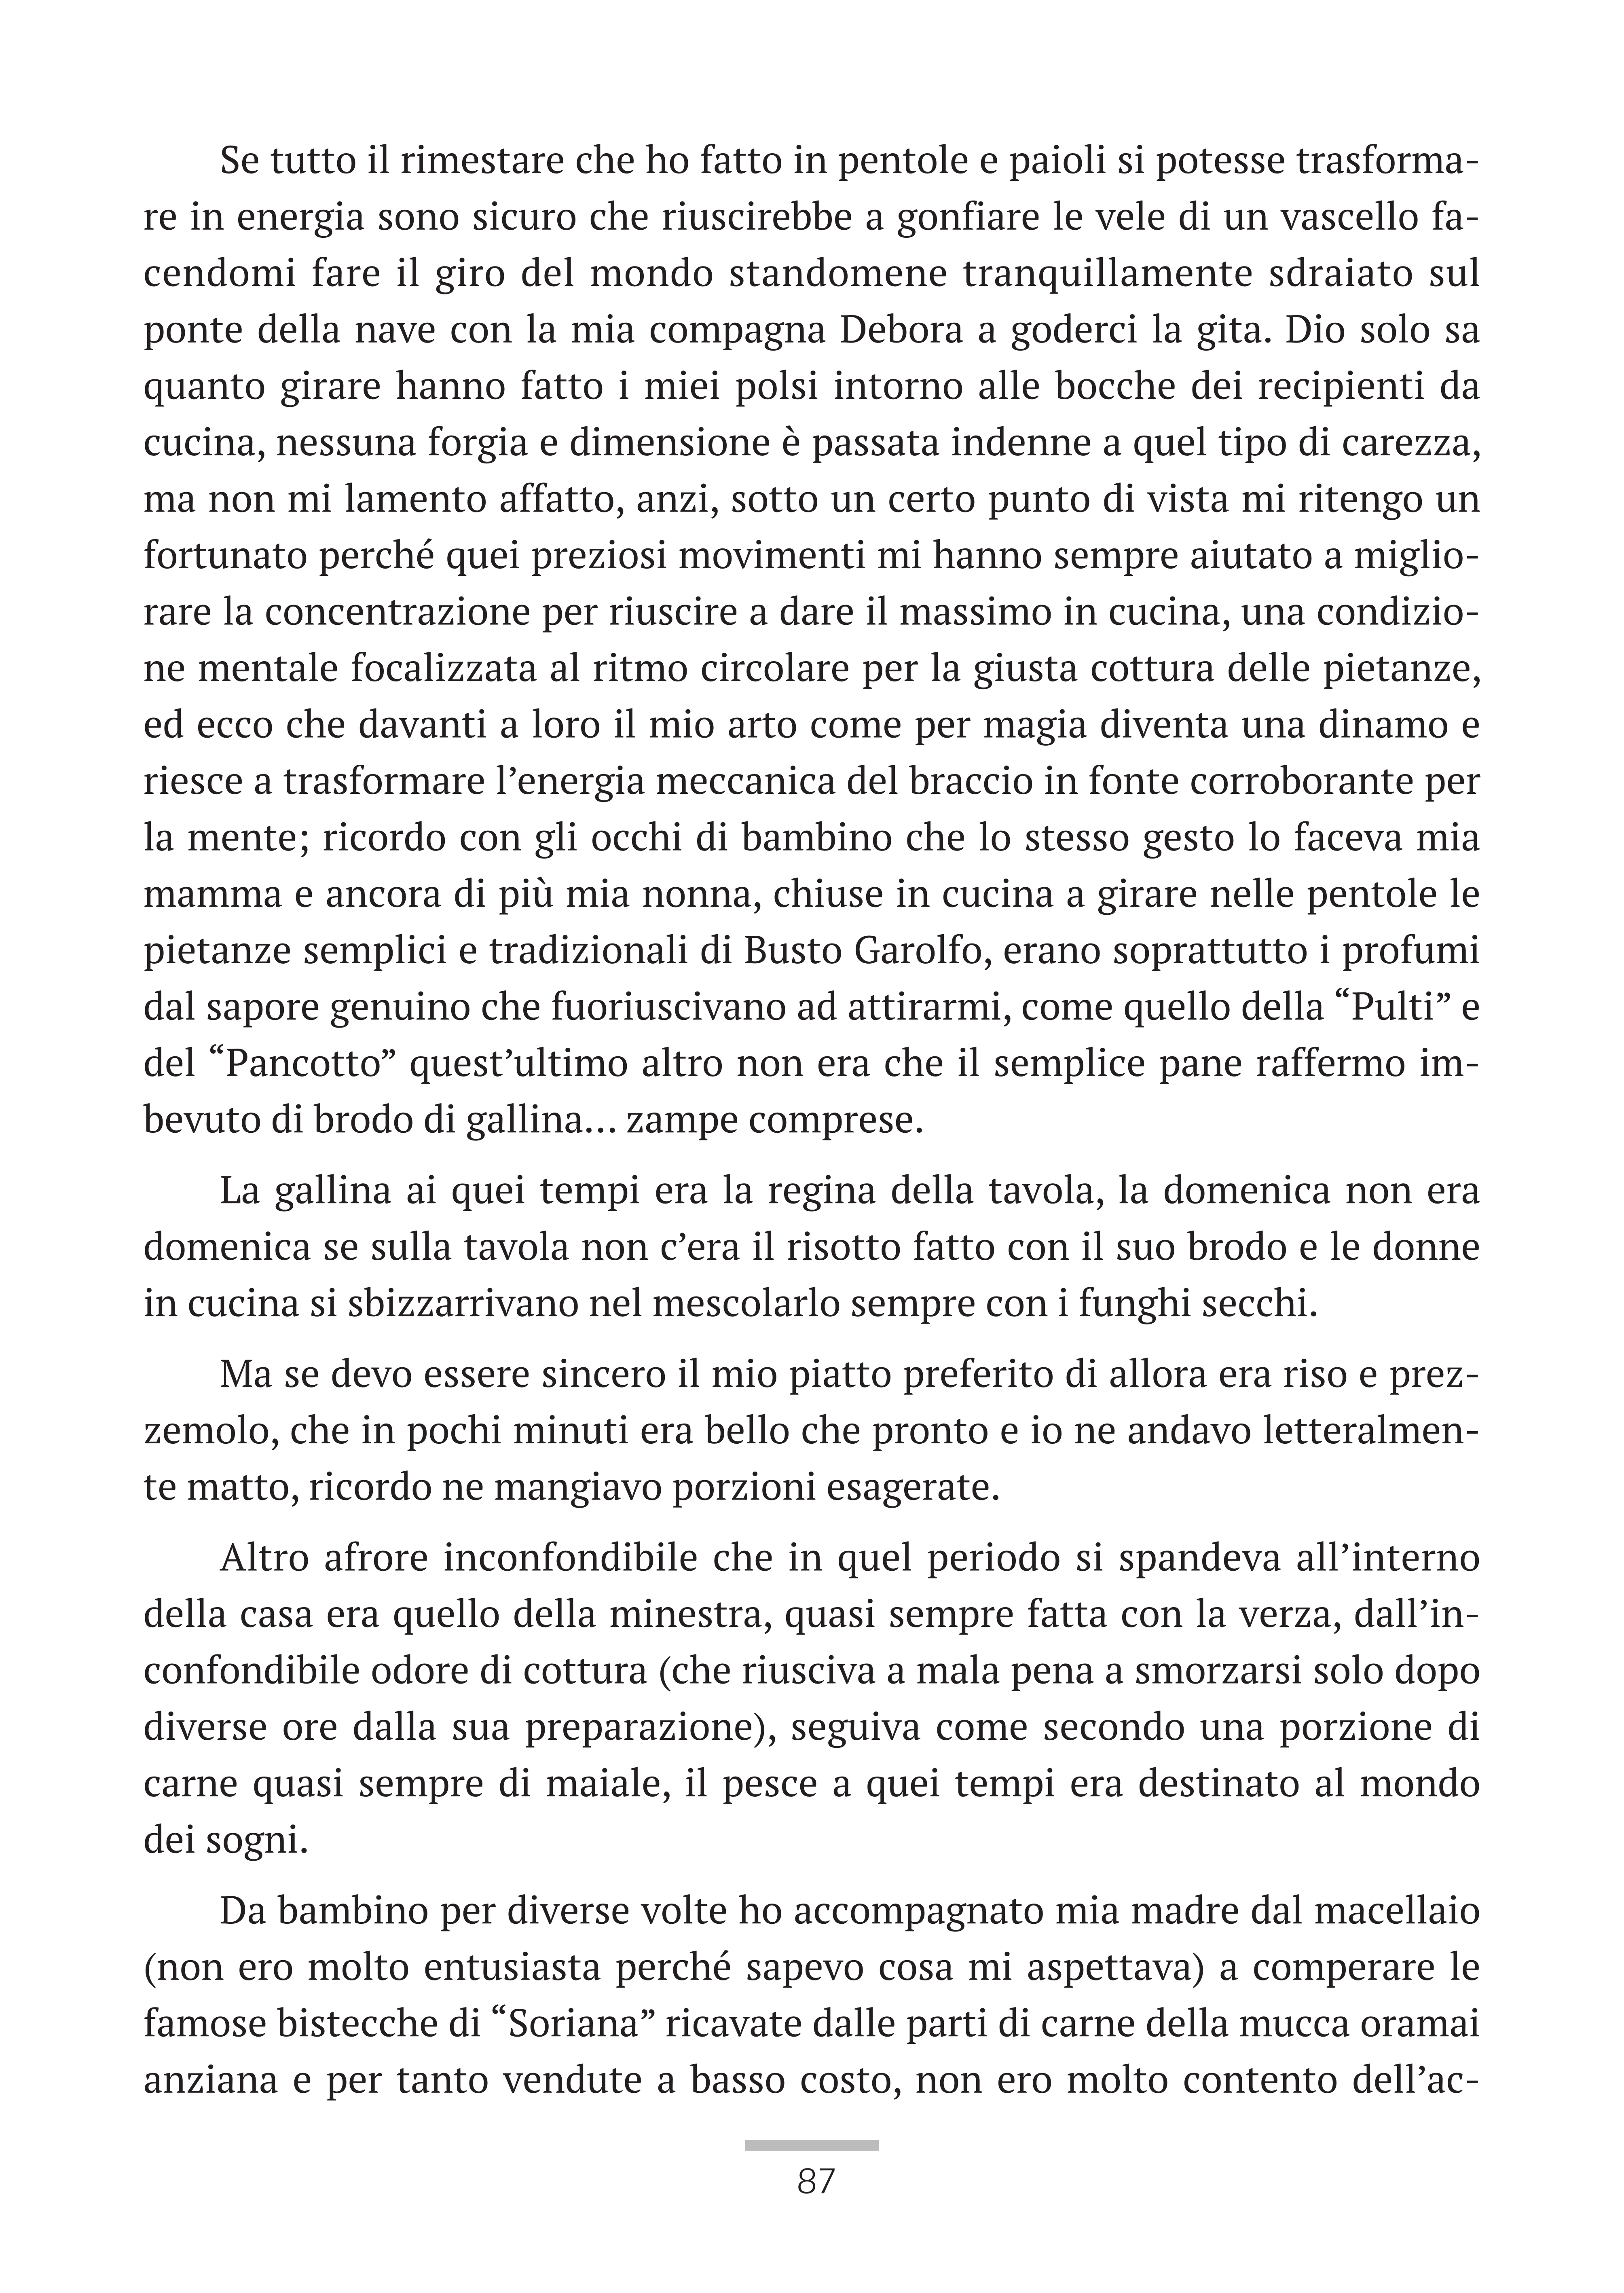 Se tutto il rimestare che ho fatto in pentole e paioli si potesse trasforma-
re in energia sono sicuro che riuscirebbe a gonfiare le vele di un vascello fa-
cendomi fare il giro del mondo standomene tranquillamente sdraiato sul
ponte della nave con la mia compagna Debora a goderci la gita. Dio solo sa
quanto girare hanno fatto i miei polsi intorno alle bocche dei recipienti da
cucina, nessuna forgia e dimensione è passata indenne a quel tipo di carezza,
ma non mi lamento affatto, anzi, sotto un certo punto di vista mi ritengo un
fortunato perché quei preziosi movimenti mi hanno sempre aiutato a miglio-
rare la concentrazione per riuscire a dare il massimo in cucina, una condizio-
ne mentale focalizzata al ritmo circolare per la giusta cottura delle pietanze,
ed ecco che davanti a loro il mio arto come per magia diventa una dinamo e
riesce a trasformare l’energia meccanica del braccio in fonte corroborante per
la mente; ricordo con gli occhi di bambino che lo stesso gesto lo faceva mia
mamma e ancora di più mia nonna, chiuse in cucina a girare nelle pentole le
pietanze semplici e tradizionali di Busto Garolfo, erano soprattutto i profumi
dal sapore genuino che fuoriuscivano ad attirarmi, come quello della “Pulti” e
del “Pancotto” quest’ultimo altro non era che il semplice pane raffermo im-
bevuto di brodo di gallina… zampe comprese.
La gallina ai quei tempi era la regina della tavola, la domenica non era
domenica se sulla tavola non c’era il risotto fatto con il suo brodo e le donne
in cucina si sbizzarrivano nel mescolarlo sempre con i funghi secchi.
Ma se devo essere sincero il mio piatto preferito di allora era riso e prez-
zemolo, che in pochi minuti era bello che pronto e io ne andavo letteralmen-
te matto, ricordo ne mangiavo porzioni esagerate.
Altro afrore inconfondibile che in quel periodo si spandeva all’interno
della casa era quello della minestra, quasi sempre fatta con la verza, dall’in-
confondibile odore di cottura (che riusciva a mala pena a smorzarsi solo dopo
diverse ore dalla sua preparazione), seguiva come secondo una porzione di
carne quasi sempre di maiale, il pesce a quei tempi era destinato al mondo
dei sogni.
Da bambino per diverse volte ho accompagnato mia madre dal macellaio
(non ero molto entusiasta perché sapevo cosa mi aspettava) a comperare le
famose bistecche di “Soriana” ricavate dalle parti di carne della mucca oramai
anziana e per tanto vendute a basso costo, non ero molto contento dell’ac-
87